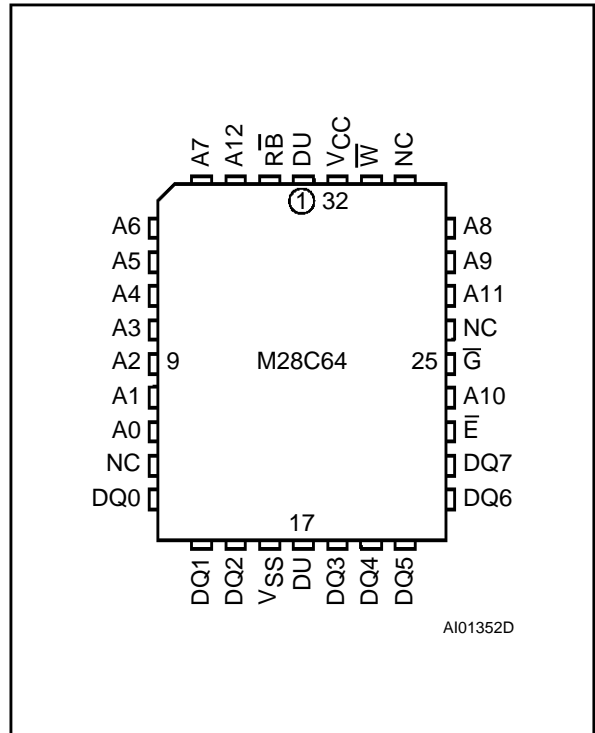 A7 A12 R̅B̅ DU VCC W̅ NC
1 32
A6 A8
A5 A9
A4 A11
A3 NC
A2 9 M28C64 25 G̅
A1 A10
A0 E̅
NC DQ7
DQ0 DQ6
17
DQ1 DQ2 VSS DU DQ3 DQ4 DQ5
AI01352D